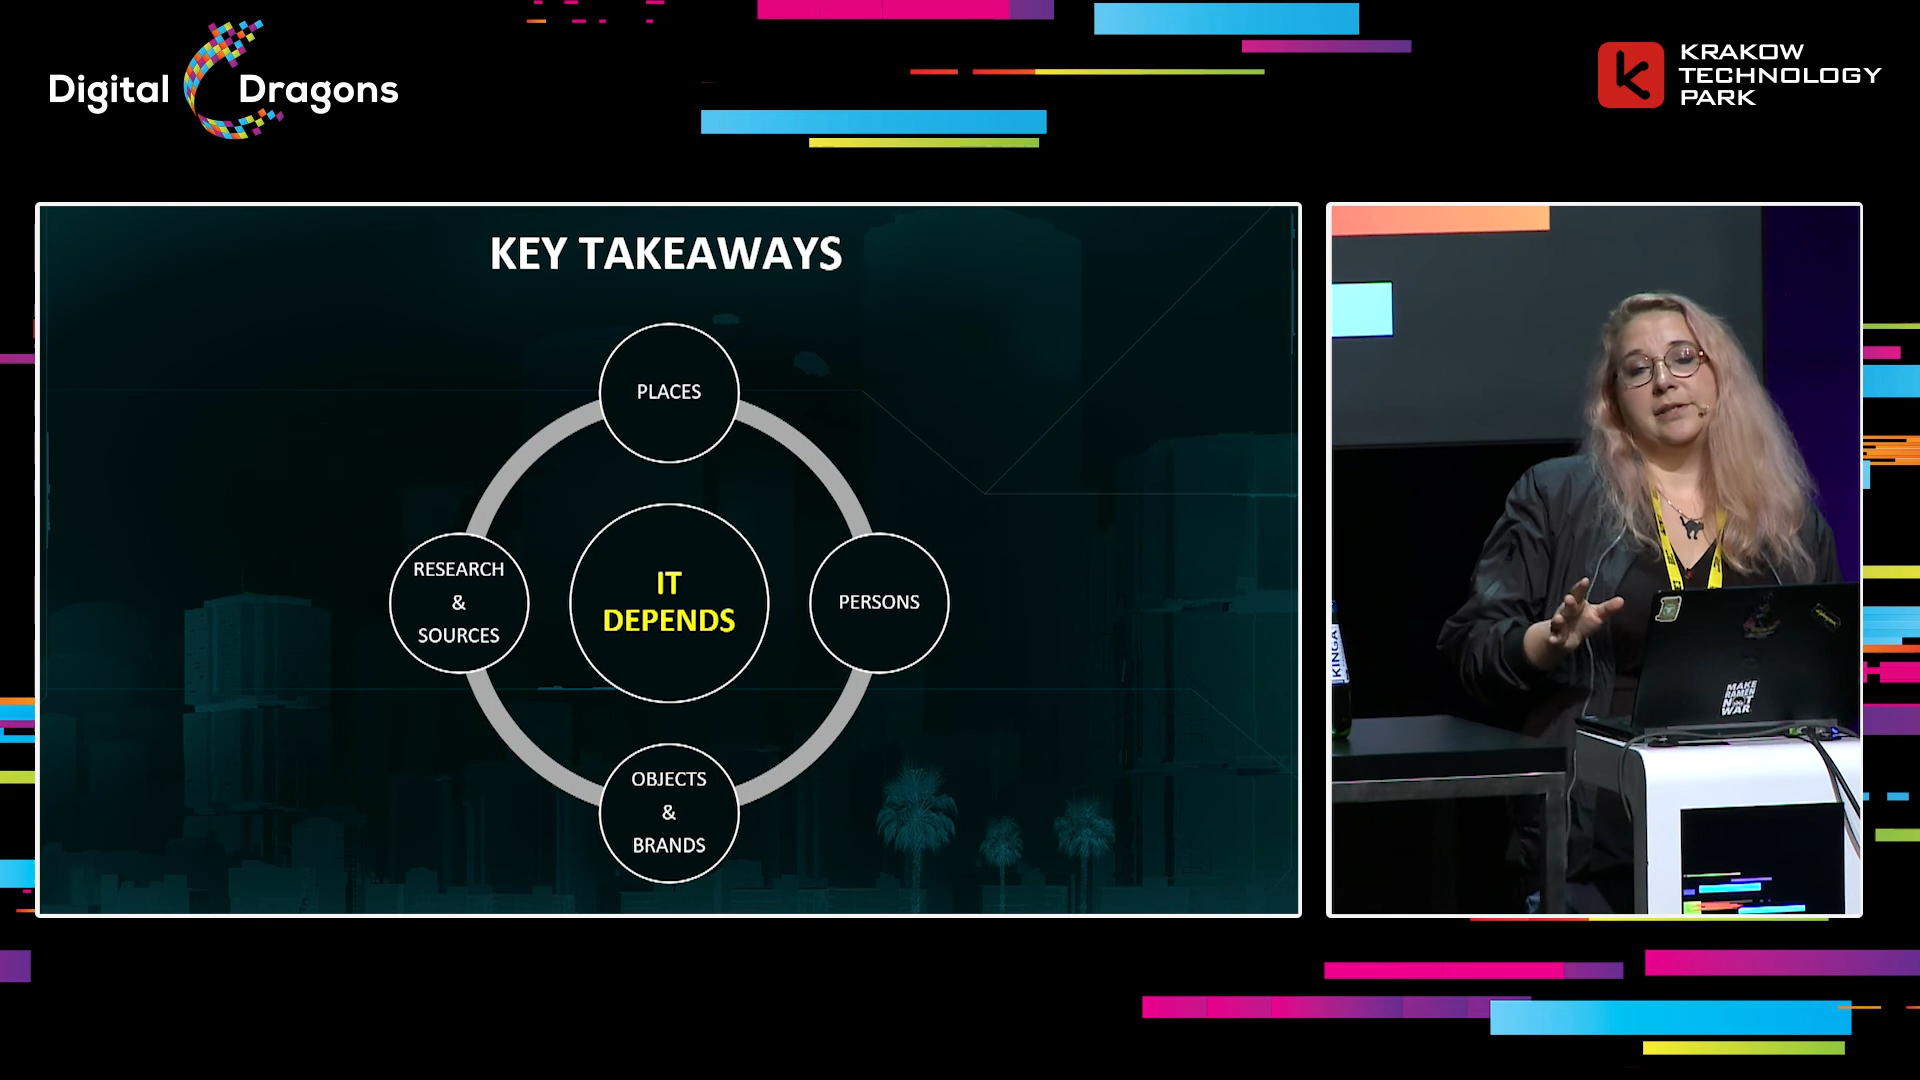 Digital Dragons
KRAKOW
TECHNOLOGY
PARK
KEY TAKEAWAYS
PLACES
RESEARCH
&
SOURCES
IT
DEPENDS
PERSONS
OBJECTS
&
BRANDS
KINGA
MAKE
RAMEN
NOT
WAR